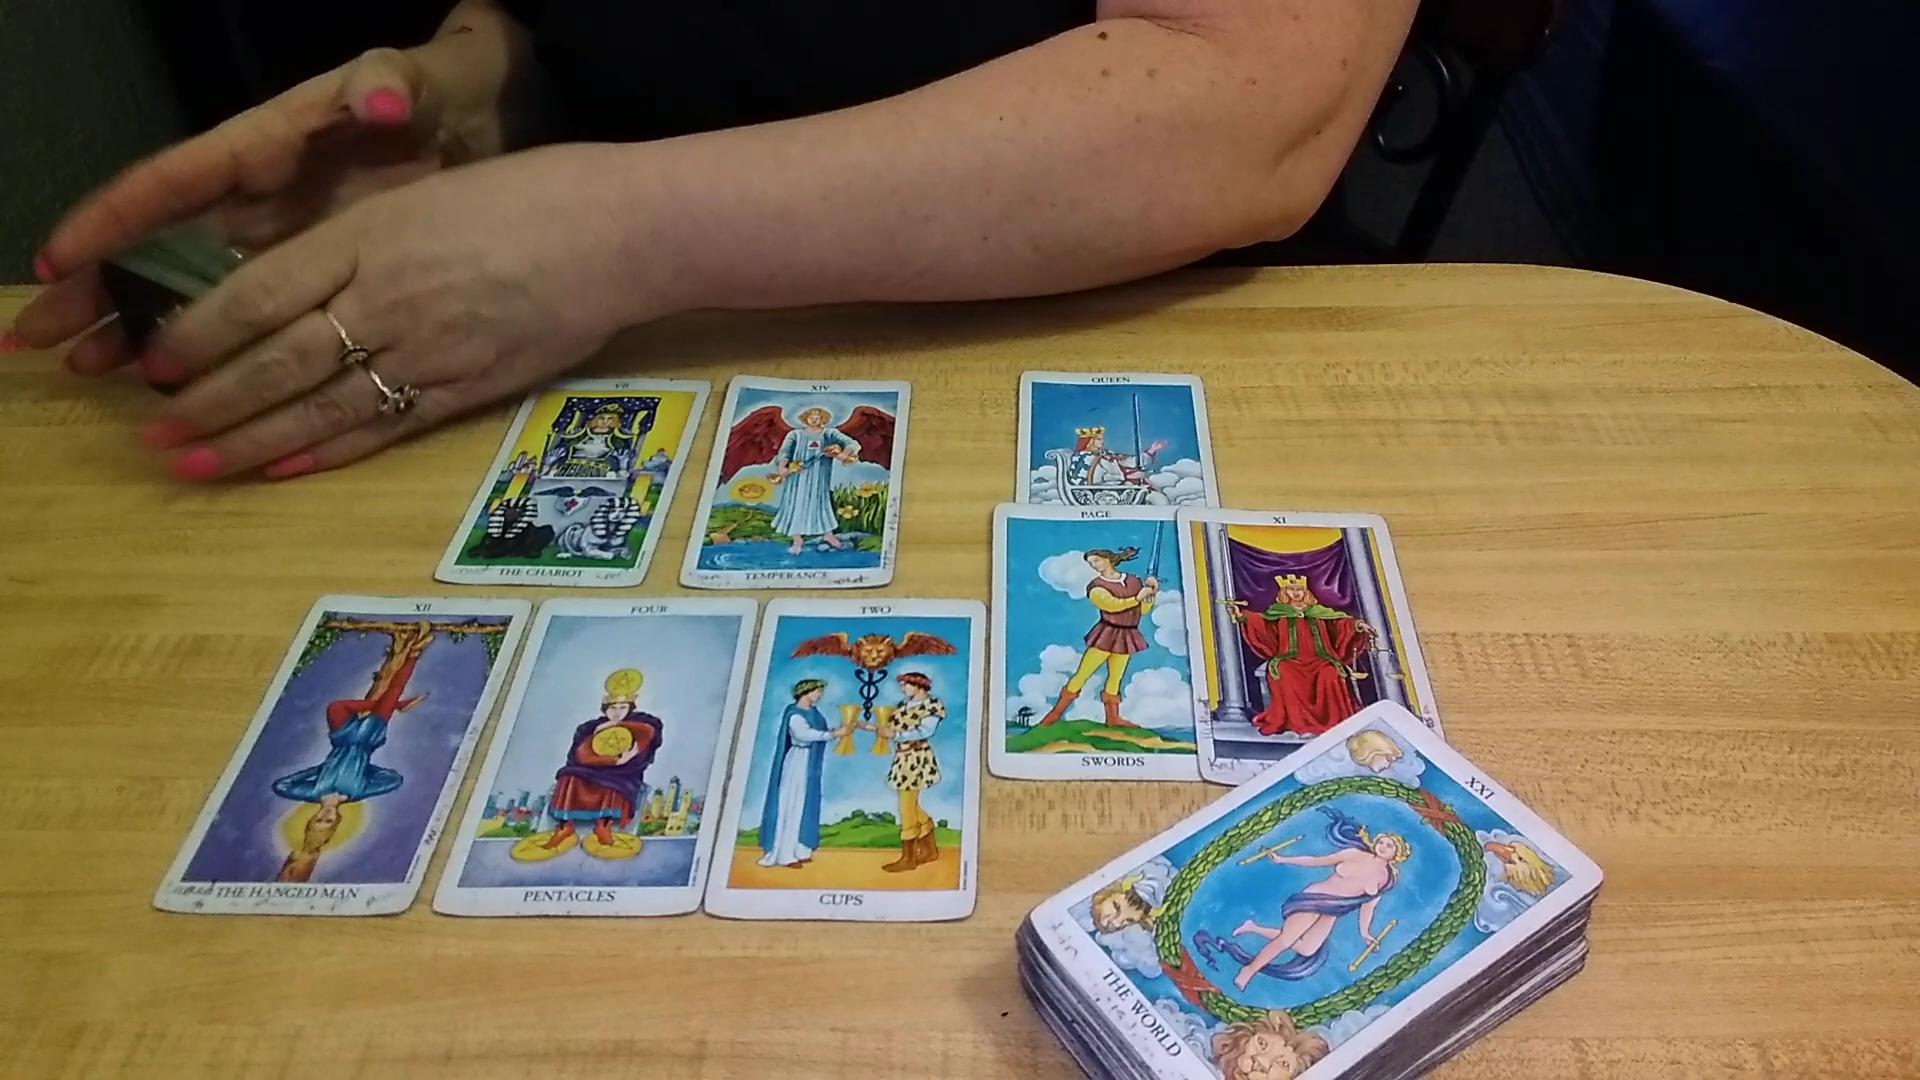 VII
THE CHARIOT
XIV
TEMPERANCE
QUEEN
PAGE
SWORDS
XI
XII
THE HANGED MAN
FOUR
PENTACLES
TWO
CUPS
XXI
THE WORLD